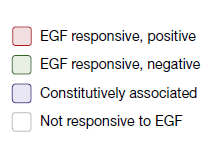 EGF responsive, positive
EGF responsive, negative
Constitutively associated
Not responsive to EGF